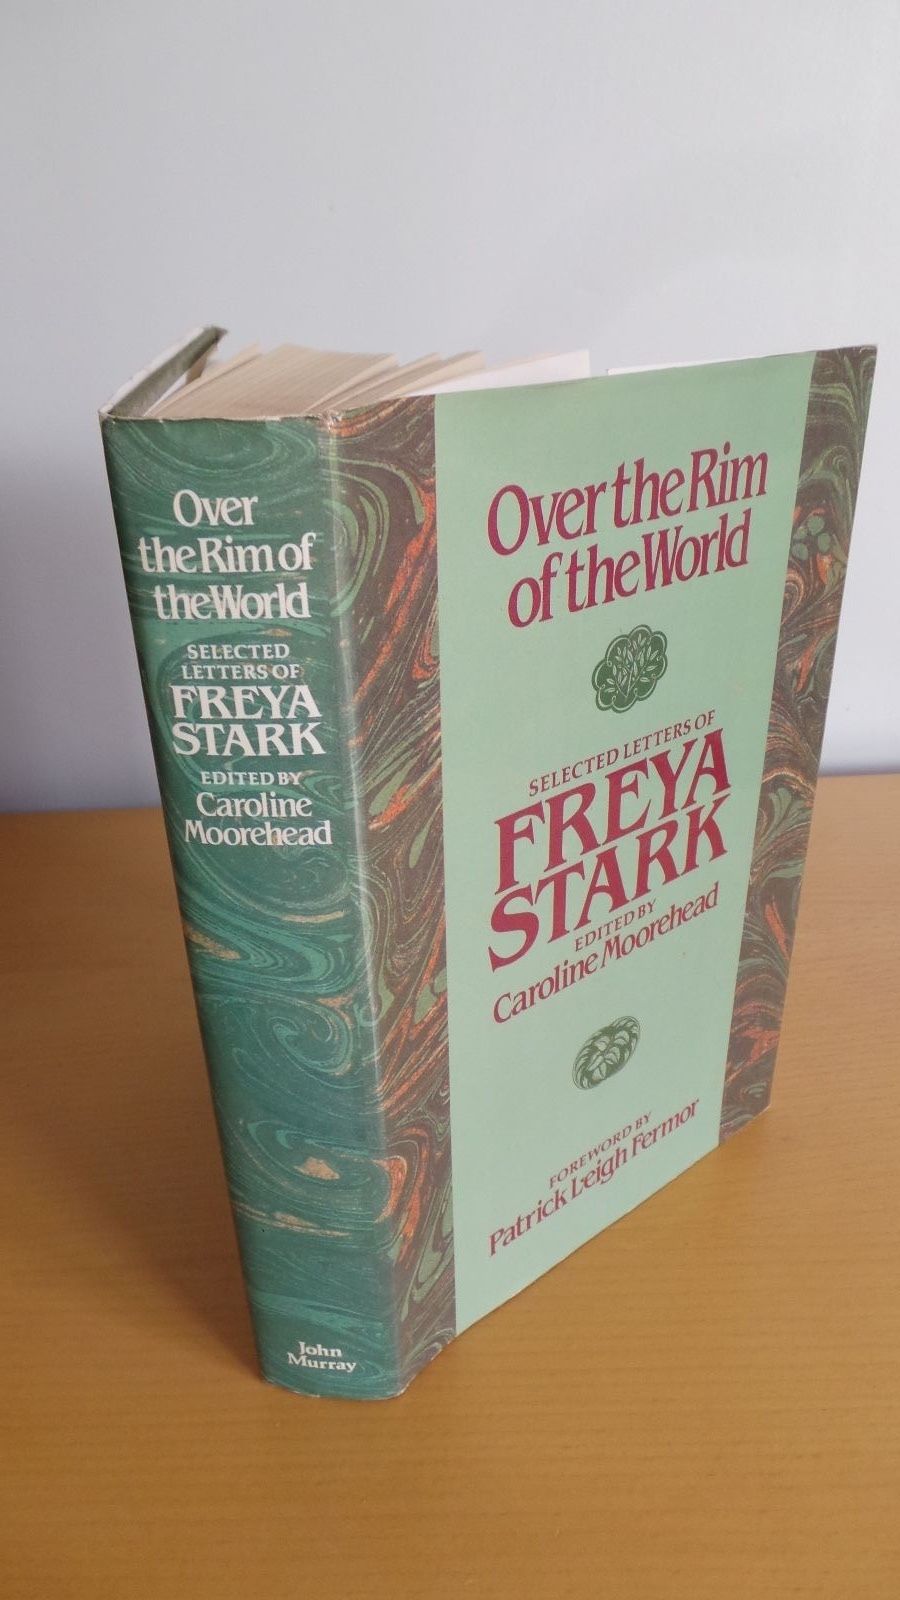 Over
the Rim of
the World
SELECTED
LETTERS OF
FREYA
STARK
EDITED BY
Caroline
Moorehead
John
Murray
Over the Rim
of the World
SELECTED LETTERS OF
FREYA
STARK
EDITED BY
Caroline Moorehead
FOREWORD BY
Patrick Leigh Fermor